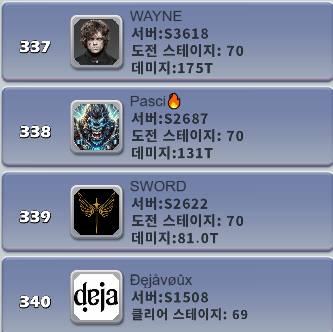 337
WAYNE
서버:S3618
도전 스테이지: 70
데미지:175T
338
Pasci🔥
서버:S2687
도전 스테이지: 70
데미지:131T
339
SWORD
서버:S2622
도전 스테이지: 70
데미지:81.0T
340
deja
Ðejâvøûx
서버:S1508
클리어 스테이지: 69